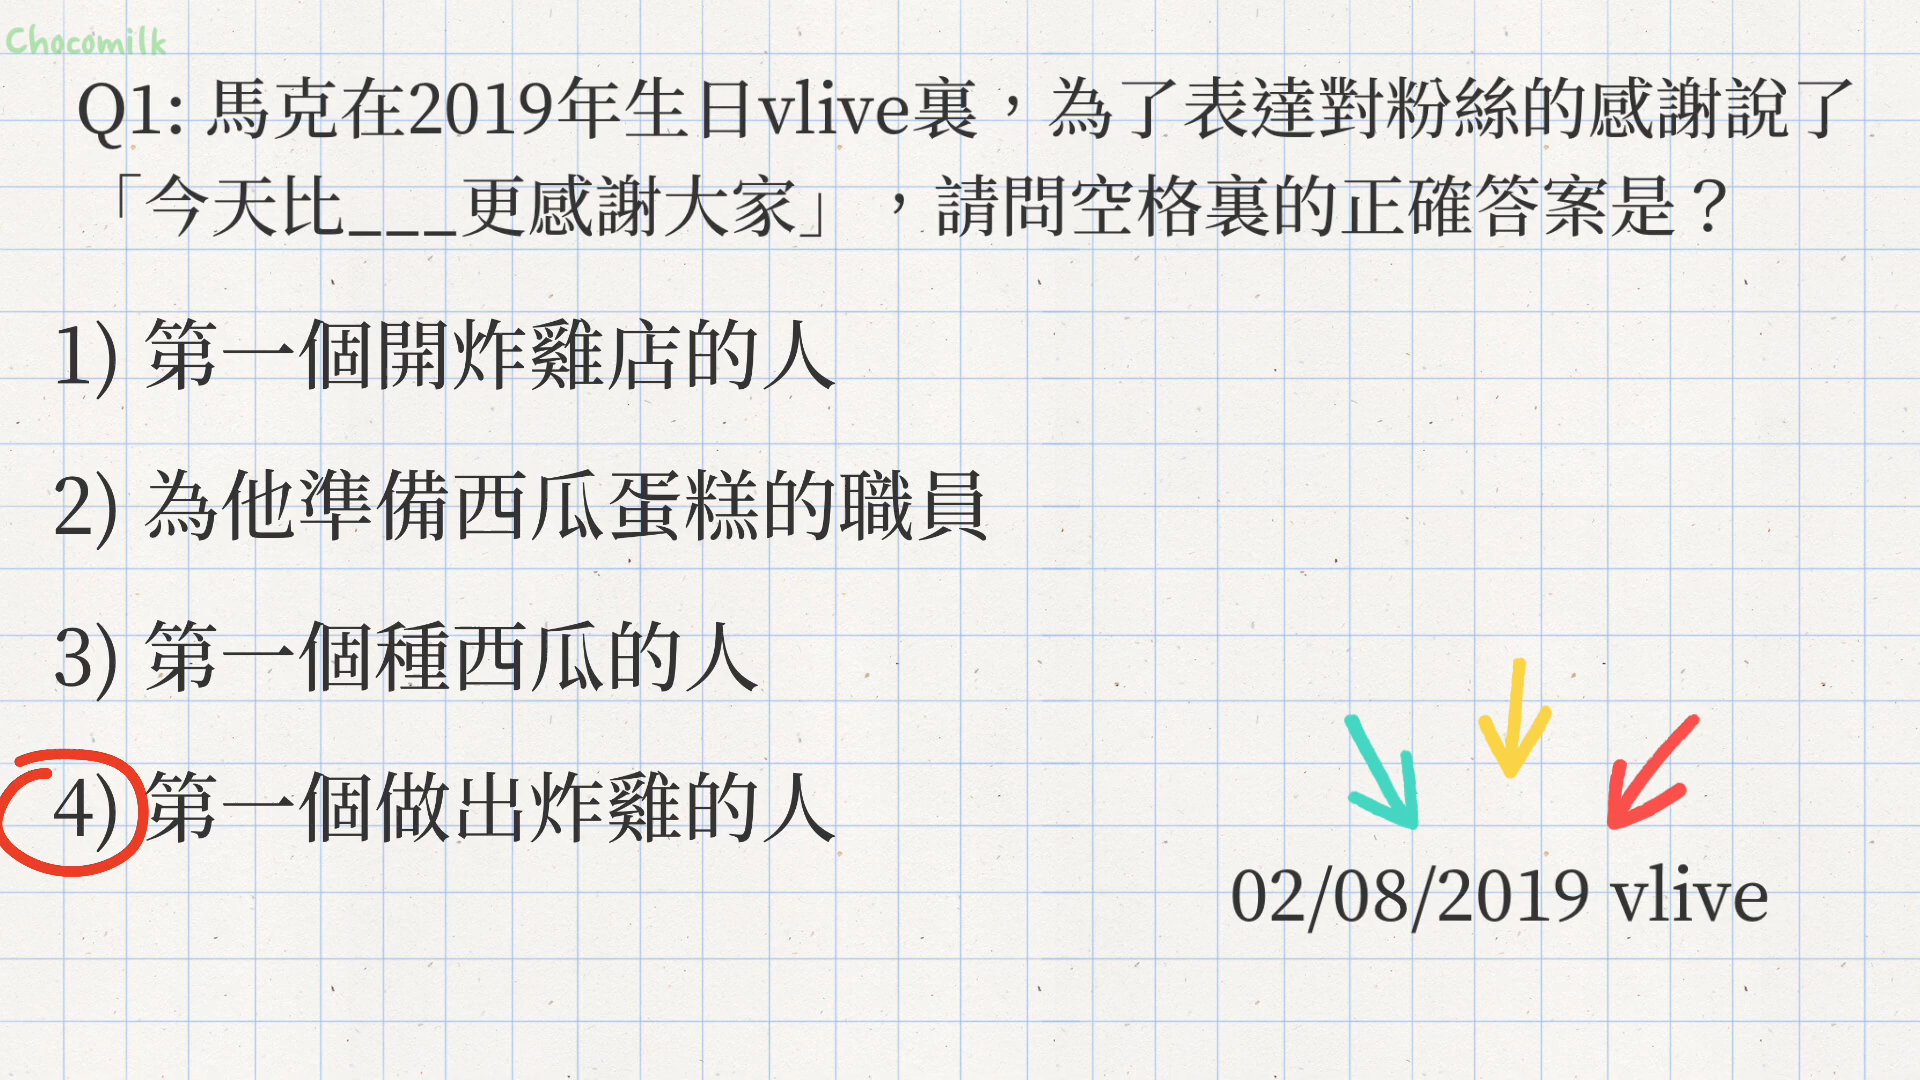 Chocomilk
Q1: 馬克在2019年生日vlive裏，為了表達對粉絲的感謝說了
「今天比___更感謝大家」，請問空格裏的正確答案是？
1) 第一個開炸雞店的人
2) 為他準備西瓜蛋糕的職員
3) 第一個種西瓜的人
4) 第一個做出炸雞的人
02/08/2019 vlive